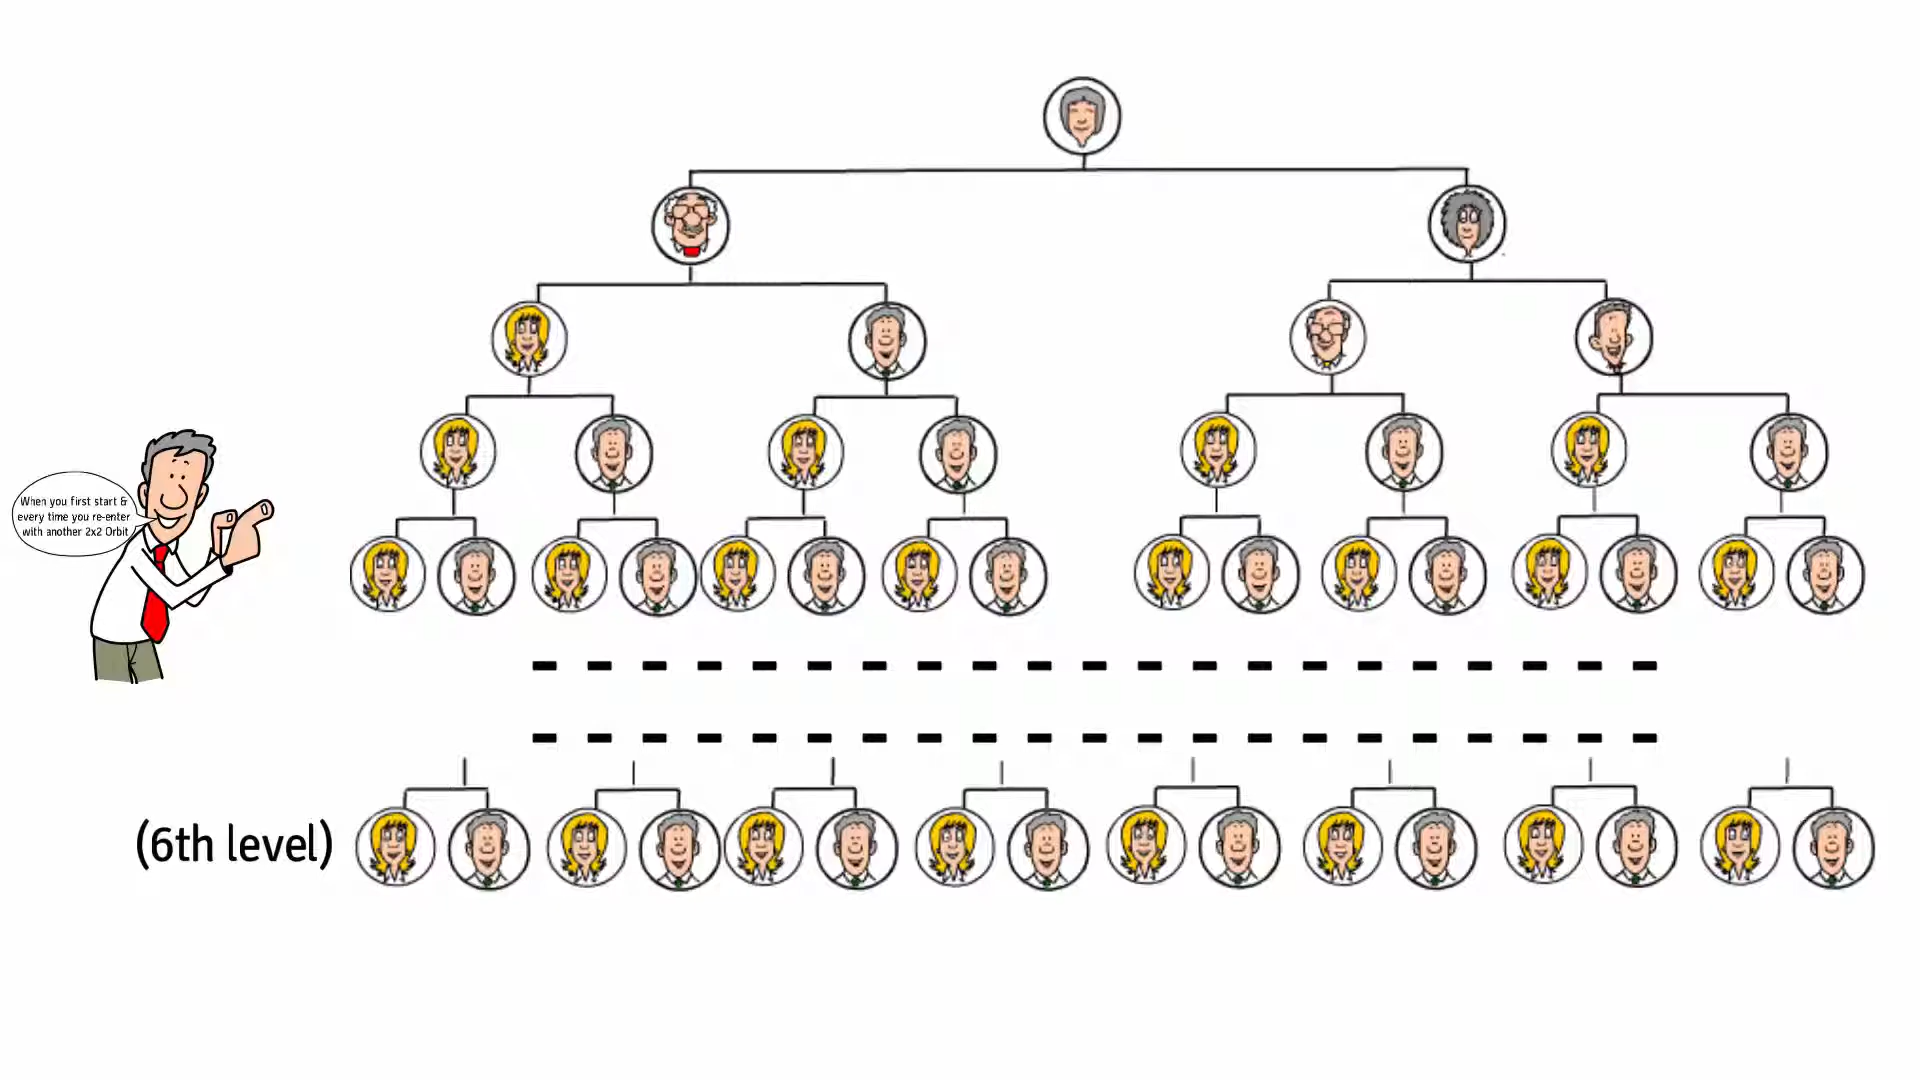 When you first start &
every time you re-enter
with another 2x2 Orbit
(6th level)